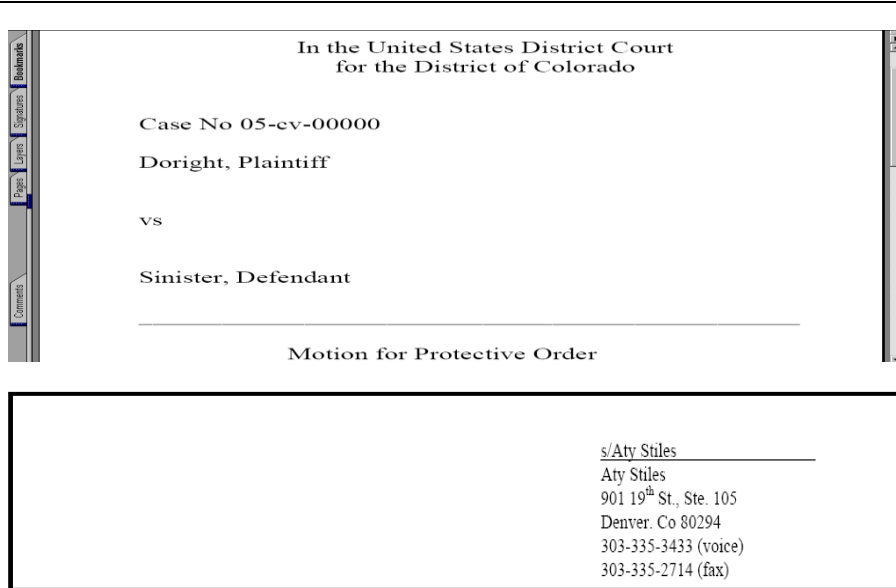 In the United States District Court
for the District of Colorado
Case No 05-cv-00000
Doright, Plaintiff
vs
Sinister, Defendant
Motion for Protective Order
Bookmarks
Signatures
Layers
Pages
Comments
s/Aty Stiles
Aty Stiles
901 19th St., Ste. 105
Denver. Co 80294
303-335-3433 (voice)
303-335-2714 (fax)